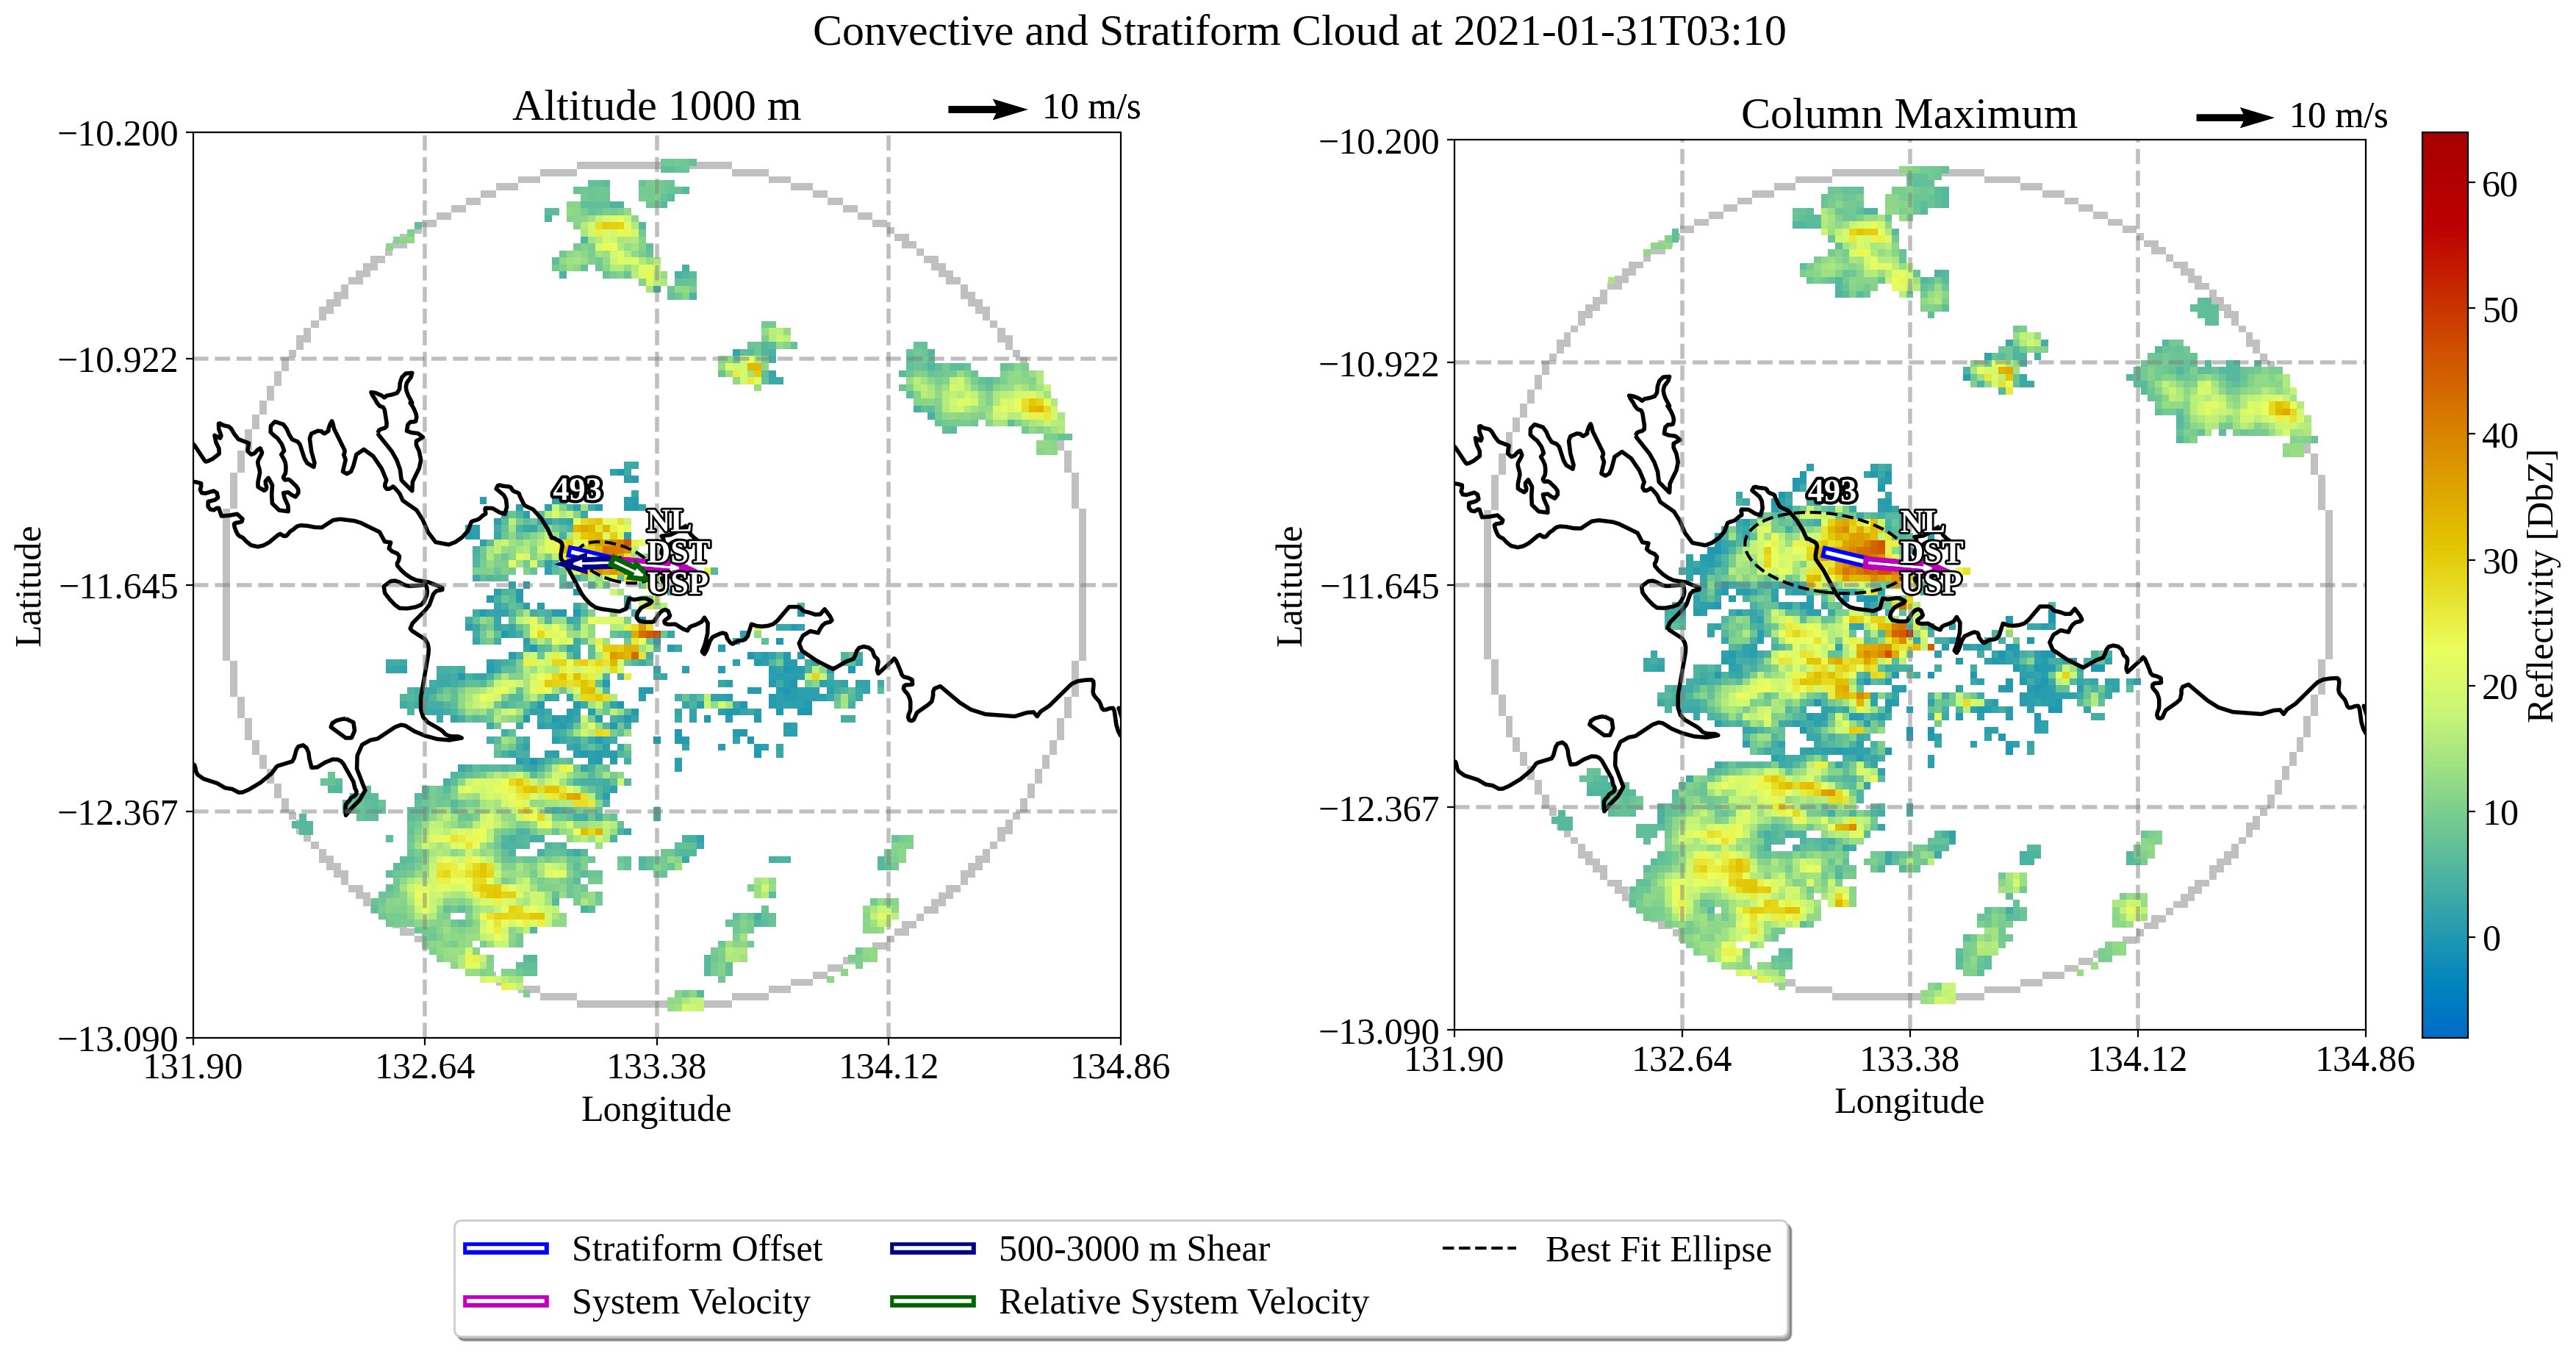 Convective and Stratiform Cloud at 2021-01-31T03:10
Altitude 1000 m
10 m/s
−10.200
−10.922
−11.645
−12.367
−13.090
Latitude
493
NL
DST
USP
131.90
132.64
133.38
134.12
134.86
Longitude
Column Maximum
10 m/s
−10.200
−10.922
−11.645
−12.367
−13.090
Latitude
493
NL
DST
USP
131.90
132.64
133.38
134.12
134.86
Longitude
60
50
40
30
20
10
0
Reflectivity [DbZ]
Stratiform Offset
System Velocity
500-3000 m Shear
Relative System Velocity
Best Fit Ellipse